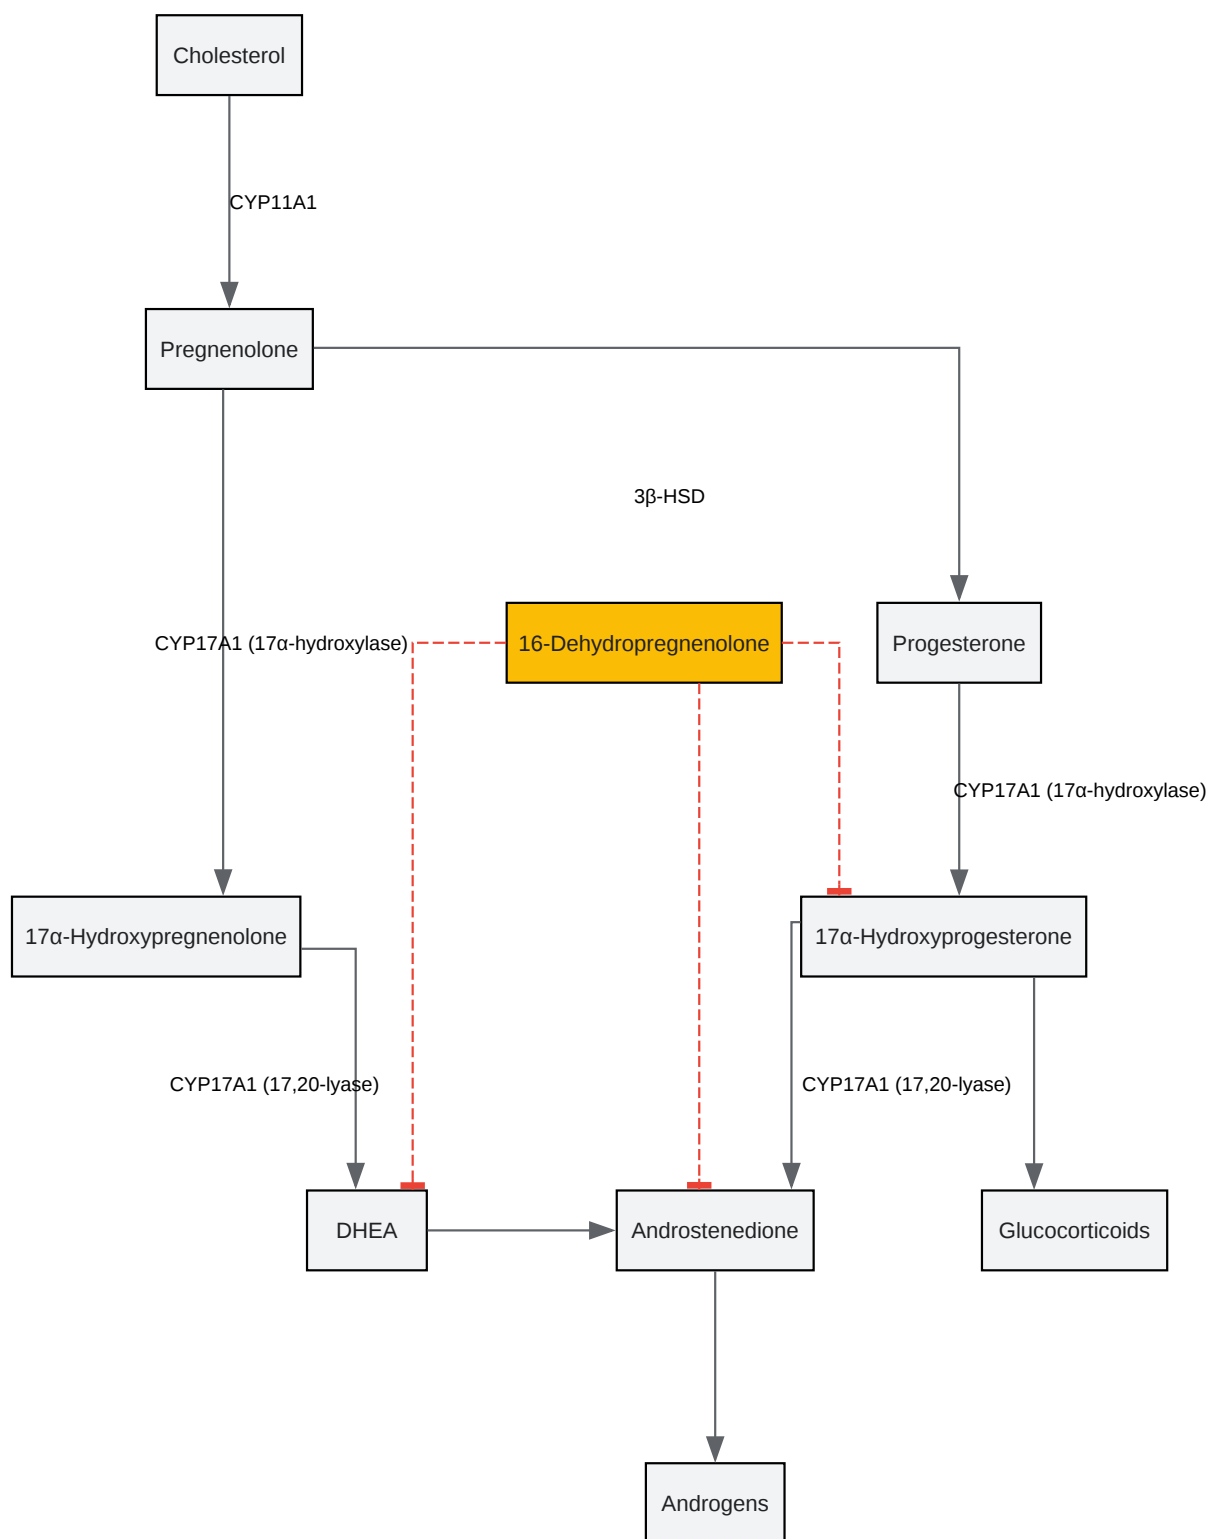 Cholesterol
CYP11A1
Pregnenolone
3β-HSD
CYP17A1 (17α-hydroxylase)
16-Dehydropregnenolone
Progesterone
CYP17A1 (17α-hydroxylase)
17α-Hydroxypregnenolone
17α-Hydroxyprogesterone
CYP17A1 (17,20-lyase)
CYP17A1 (17,20-lyase)
DHEA
Androstenedione
Glucocorticoids
Androgens